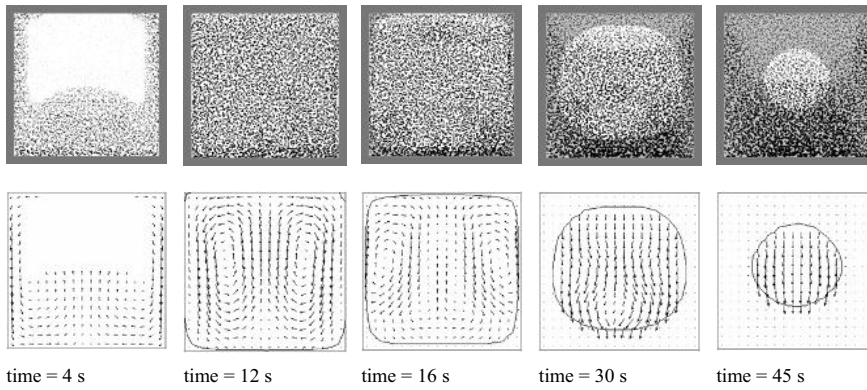 time = 4 s time = 12 s time = 16 s time = 30 s time = 45 s